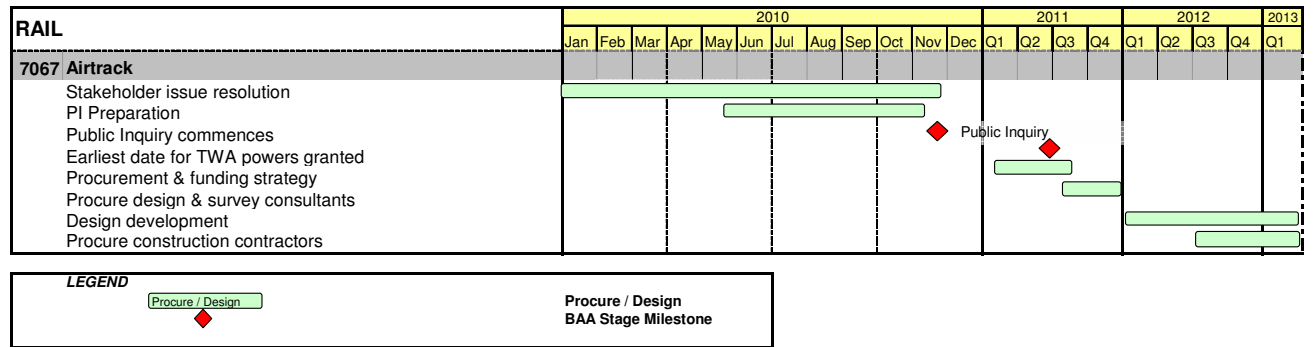 RAIL
2010 2011 2012 2013
Jan Feb Mar Apr May Jun Jul Aug Sep Oct Nov Dec Q1 Q2 Q3 Q4 Q1 Q2 Q3 Q4 Q1
7067 Airtrack
Stakeholder issue resolution
PI Preparation
Public Inquiry commences Public Inquiry
Earliest date for TWA powers granted
Procurement & funding strategy
Procure design & survey consultants
Design development
Procure construction contractors
LEGEND
Procure / Design Procure / Design
BAA Stage Milestone